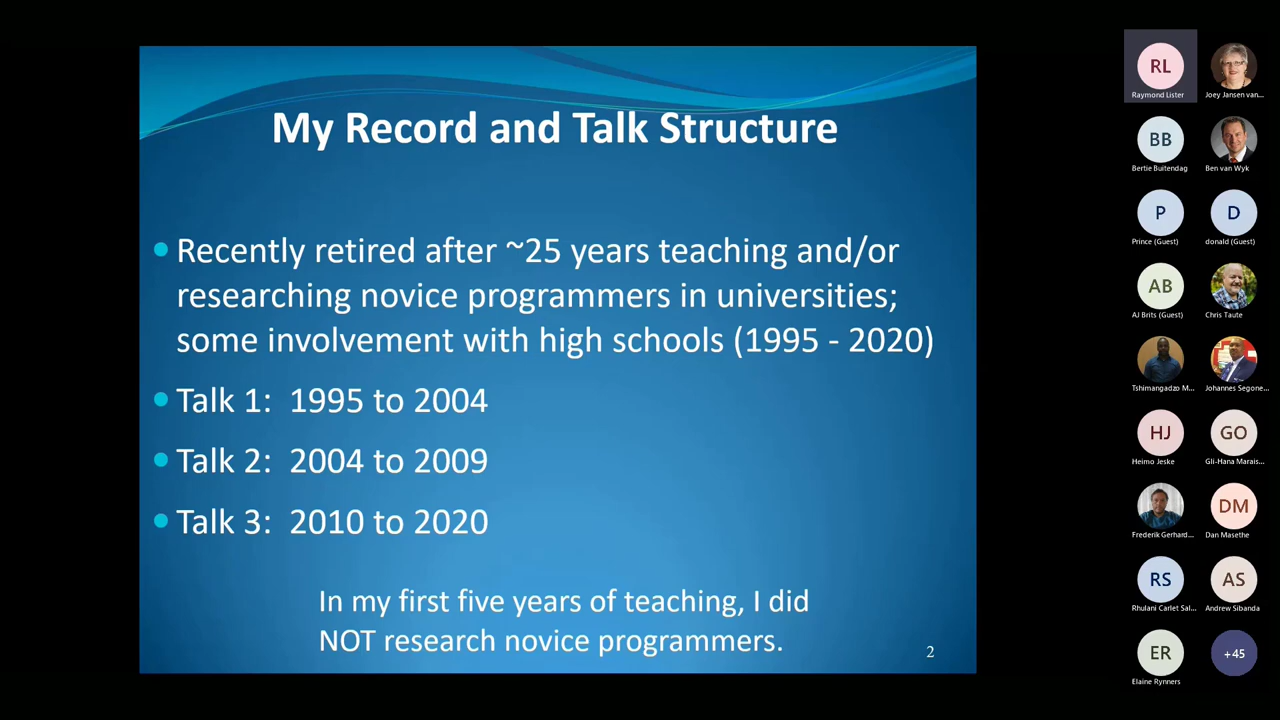 My Record and Talk Structure
Recently retired after ~25 years teaching and/or
researching novice programmers in universities;
some involvement with high schools (1995 - 2020)
Talk 1: 1995 to 2004
Talk 2: 2004 to 2009
Talk 3: 2010 to 2020
In my first five years of teaching, I did
NOT research novice programmers.
2
RL
Raymond Lister
Joey Jansen van...
BB
Bertie Buitendag
Ben van Wyk
P
Prince (Guest)
D
donald (Guest)
AB
AJ Brits (Guest)
Chris Taute
Tshimangadzo M...
Johannes Segone...
HJ
Heimo Jeske
GO
Gli-Hana Marais...
Frederik Gerhard...
DM
Dan Masethe
RS
Rhulani Carlet Sal...
AS
Andrew Sibanda
ER
Elaine Rynners
+45